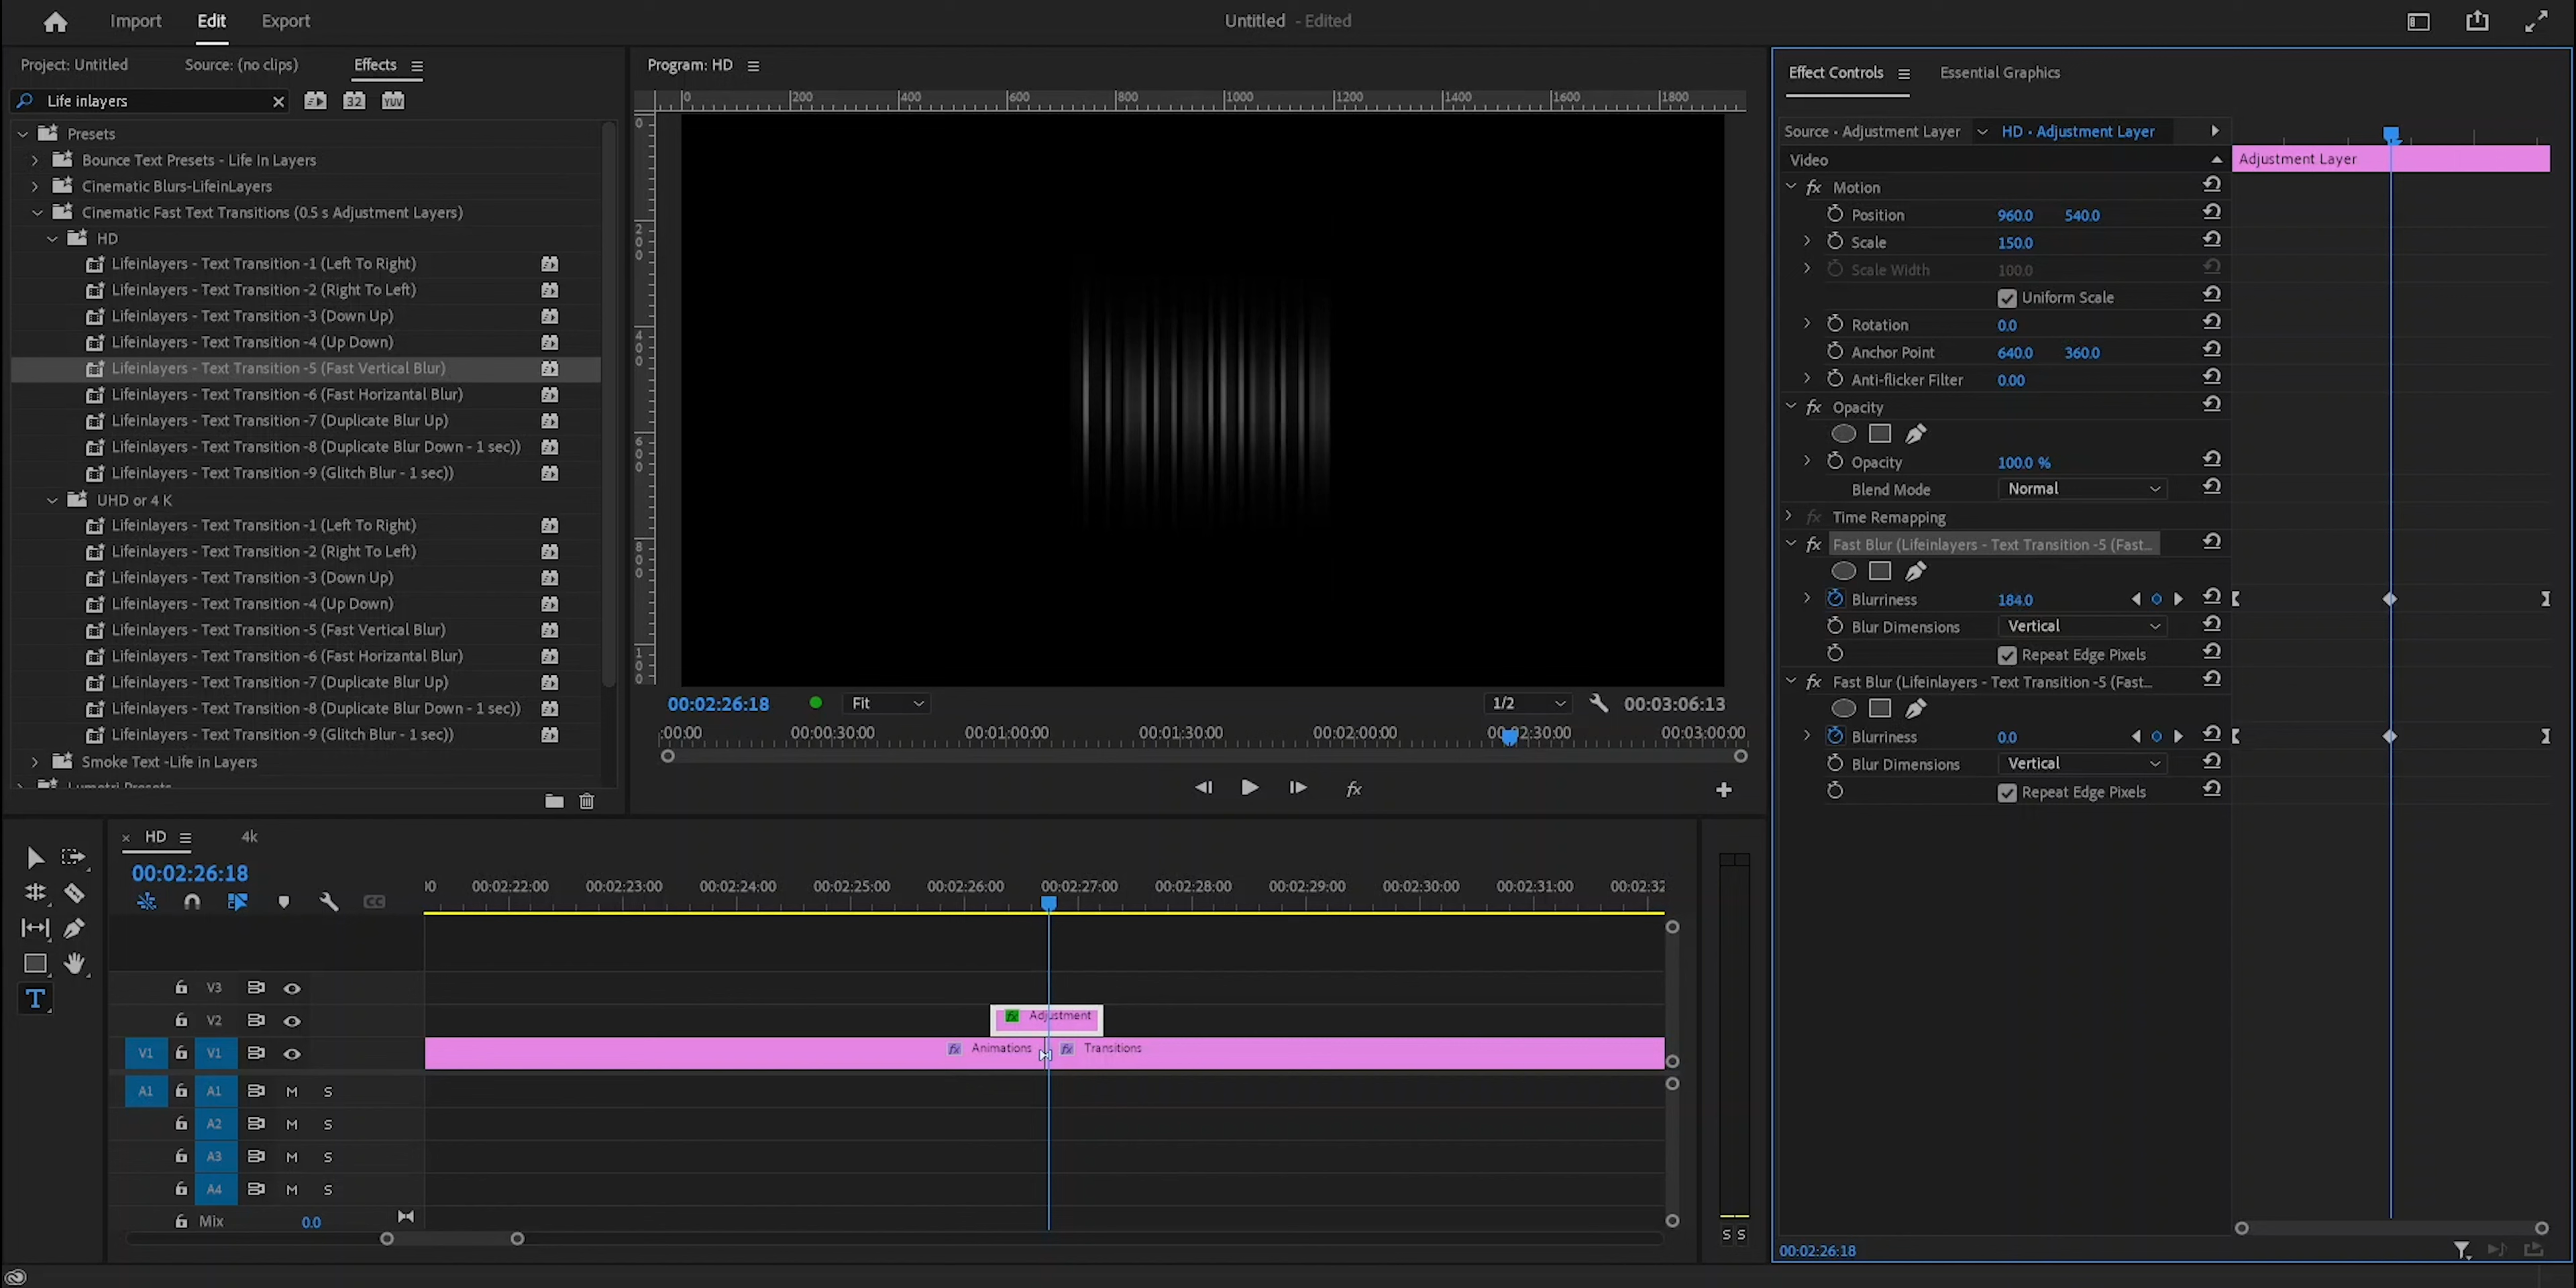 Import Edit Export Untitled - Edited
Project: Untitled Source: (no clips) Effects
Life inlayers 32 YUV
Presets
Bounce Text Presets - Life In Layers
Cinematic Blurs-LifeinLayers
Cinematic Fast Text Transitions (0.5 s Adjustment Layers)
HD
Lifeinlayers - Text Transition -1 (Left To Right)
Lifeinlayers - Text Transition -2 (Right To Left)
Lifeinlayers - Text Transition -3 (Down Up)
Lifeinlayers - Text Transition -4 (Up Down)
Lifeinlayers - Text Transition -5 (Fast Vertical Blur)
Lifeinlayers - Text Transition -6 (Fast Horizantal Blur)
Lifeinlayers - Text Transition -7 (Duplicate Blur Up)
Lifeinlayers - Text Transition -8 (Duplicate Blur Down - 1 sec))
Lifeinlayers - Text Transition -9 (Glitch Blur - 1 sec))
UHD or 4 K
Lifeinlayers - Text Transition -1 (Left To Right)
Lifeinlayers - Text Transition -2 (Right To Left)
Lifeinlayers - Text Transition -3 (Down Up)
Lifeinlayers - Text Transition -4 (Up Down)
Lifeinlayers - Text Transition -5 (Fast Vertical Blur)
Lifeinlayers - Text Transition -6 (Fast Horizantal Blur)
Lifeinlayers - Text Transition -7 (Duplicate Blur Up)
Lifeinlayers - Text Transition -8 (Duplicate Blur Down - 1 sec))
Lifeinlayers - Text Transition -9 (Glitch Blur - 1 sec))
Smoke Text -Life in Layers
Program: HD
0 200 400 600 800 1000 1200 1400 1600 1800
0
200
400
600
800
100
00:02:26:18 Fit 1/2 00:03:06:13
:00:00 00:00:30:00 00:01:00:00 00:01:30:00 00:02:00:00 00:02:30:00 00:03:00:00
fx
Effect Controls Essential Graphics
Source · Adjustment Layer HD · Adjustment Layer
Video Adjustment Layer
fx Motion
Position 960.0 540.0
Scale 150.0
Scale Width 100.0
Uniform Scale
Rotation 0.0
Anchor Point 640.0 360.0
Anti-flicker Filter 0.00
fx Opacity
Opacity 100.0 %
Blend Mode Normal
fx Time Remapping
fx Fast Blur (Lifeinlayers - Text Transition -5 (Fast...
Blurriness 184.0
Blur Dimensions Vertical
Repeat Edge Pixels
fx Fast Blur (Lifeinlayers - Text Transition -5 (Fast...
Blurriness 0.0
Blur Dimensions Vertical
Repeat Edge Pixels
00:02:26:18
HD 4k
00:02:26:18
CC
00 00:02:22:00 00:02:23:00 00:02:24:00 00:02:25:00 00:02:26:00 00:02:27:00 00:02:28:00 00:02:29:00 00:02:30:00 00:02:31:00 00:02:32
V3
V2 fx Adjustment
V1 V1 fx Animations fx Transitions
A1 A1 M S
A2 M S
A3 M S
A4 M S
Mix 0.0
S S
T